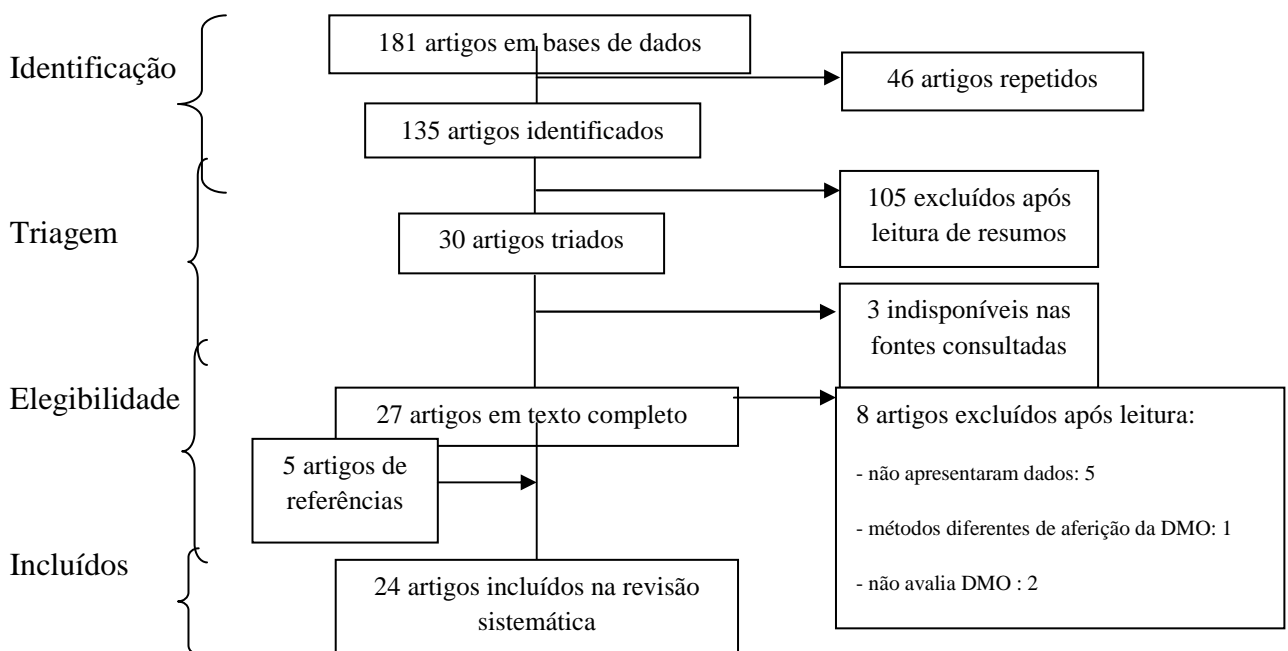 Identificação
181 artigos em bases de dados
46 artigos repetidos
135 artigos identificados
Triagem
105 excluídos após
leitura de resumos
30 artigos triados
3 indisponíveis nas
fontes consultadas
Elegibilidade
27 artigos em texto completo
8 artigos excluídos após leitura:
- não apresentaram dados: 5
- métodos diferentes de aferição da DMO: 1
- não avalia DMO : 2
5 artigos de
referências
Incluídos
24 artigos incluídos na revisão
sistemática